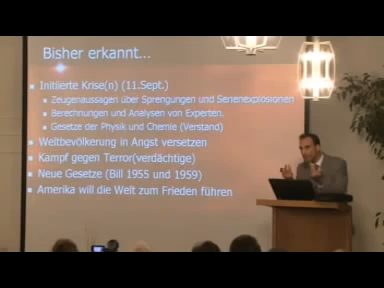 Bisher erkannt...
Initiierte Krise(n) (11.Sept.)
Zeugenaussagen über Sprengungen und Serienexplosionen
Berechnungen und Analysen von Experten.
Gesetze der Physik und Chemie (Verstand)
Weltbevölkerung in Angst versetzen
Kampf gegen Terror(verdächtige)
Neue Gesetze (Bill 1955 und 1959)
Amerika will die Welt zum Frieden führen